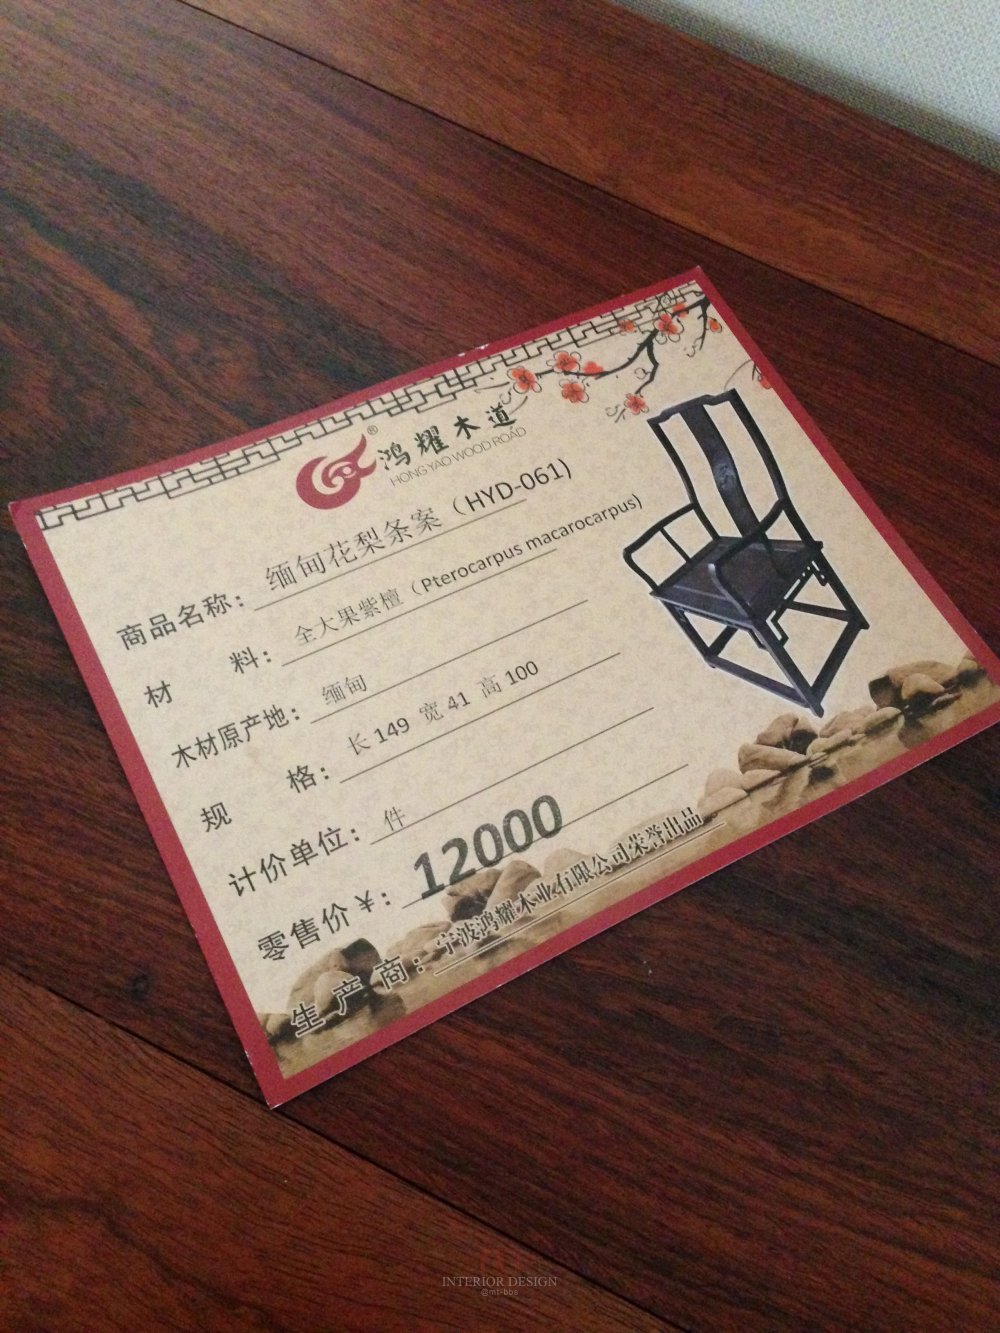 鸿耀木道®
HONG YAO WOOD ROAD
商品名称：缅甸花梨条案（HYD-061)
材 料：全大果紫檀（Pterocarpus macarocarpus)
木材原产地：缅甸
规 格：长 149 宽 41 高 100
计价单位：件
零售价 ¥：12000
生 产 商：宁波鸿耀木业有限公司荣誉出品
INTERIOR DESIGN
@mt-bbs